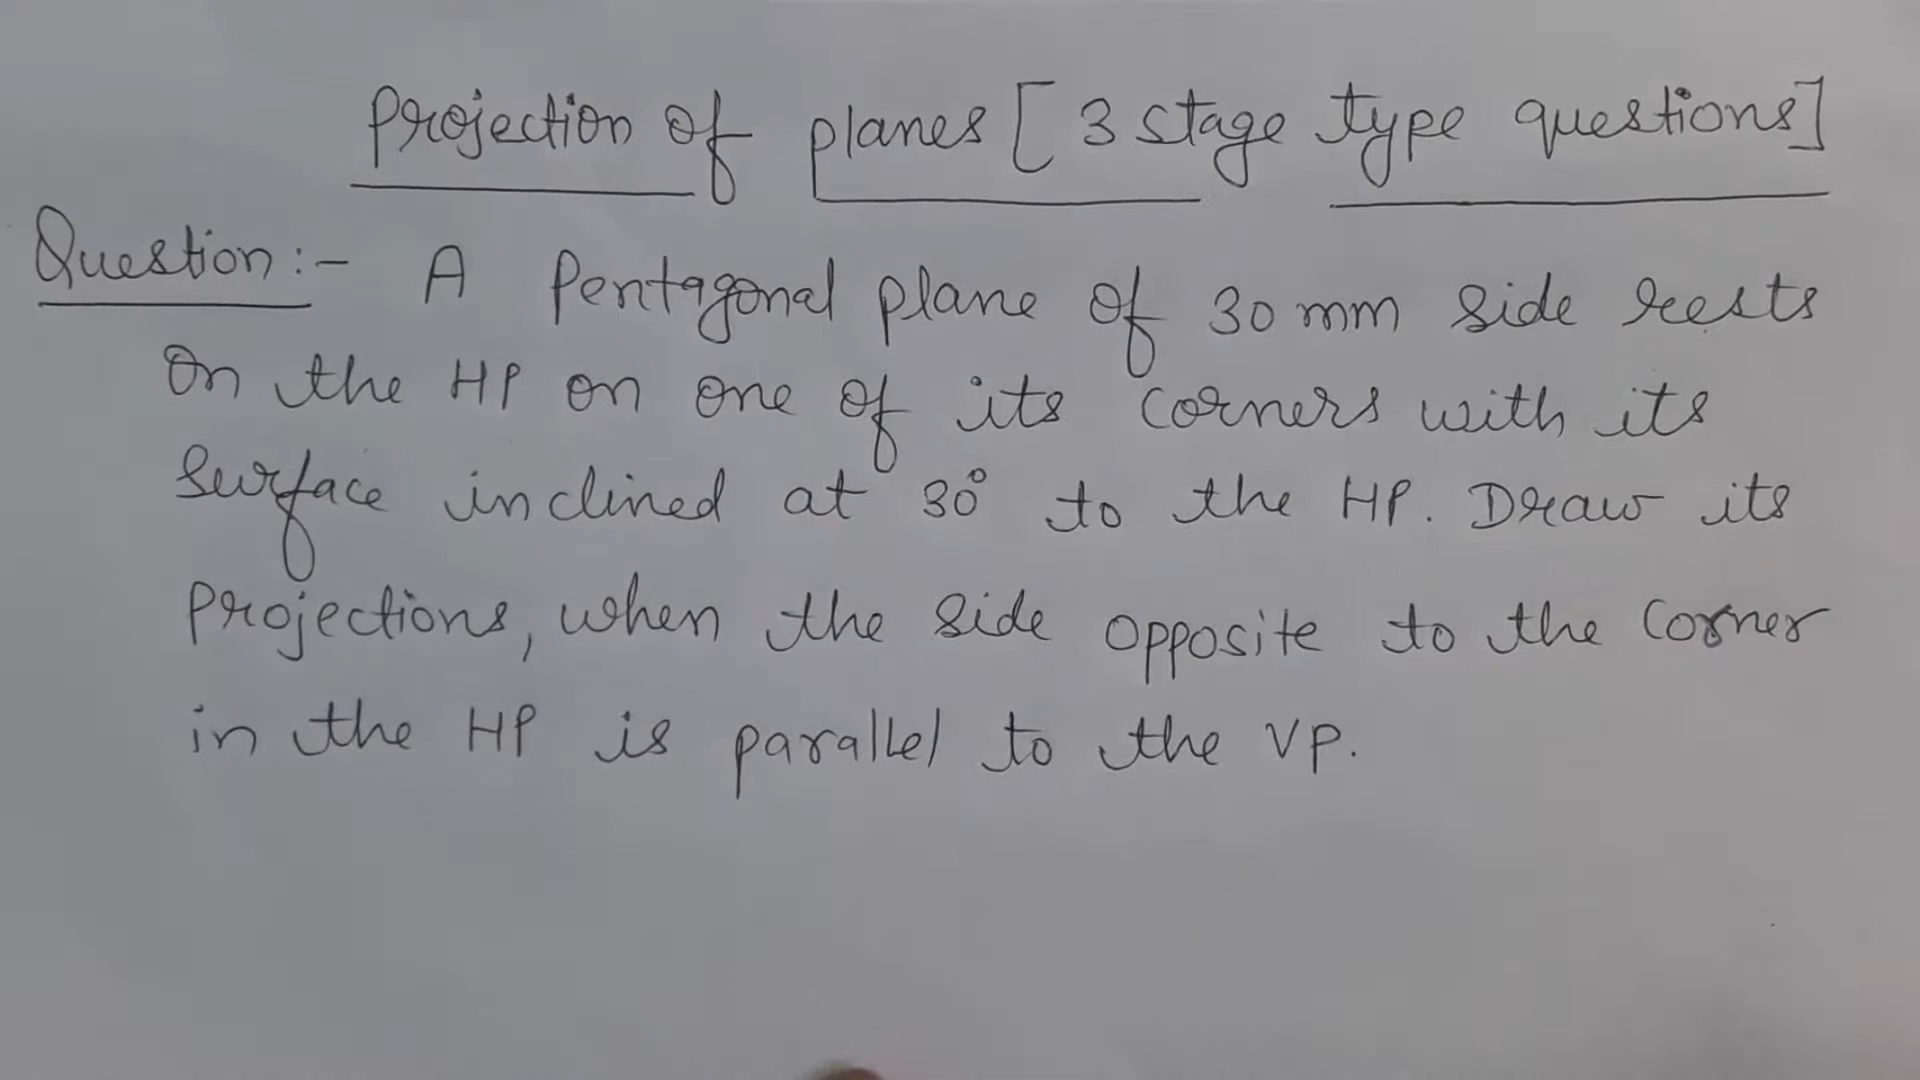 Projection of planes [3 stage type questions]
Question:- A Pentagonal plane of 30 mm side rests
on the HP on one of its corners with its
surface inclined at 30° to the HP. Draw its
projections, when the side opposite to the corner
in the HP is parallel to the VP.